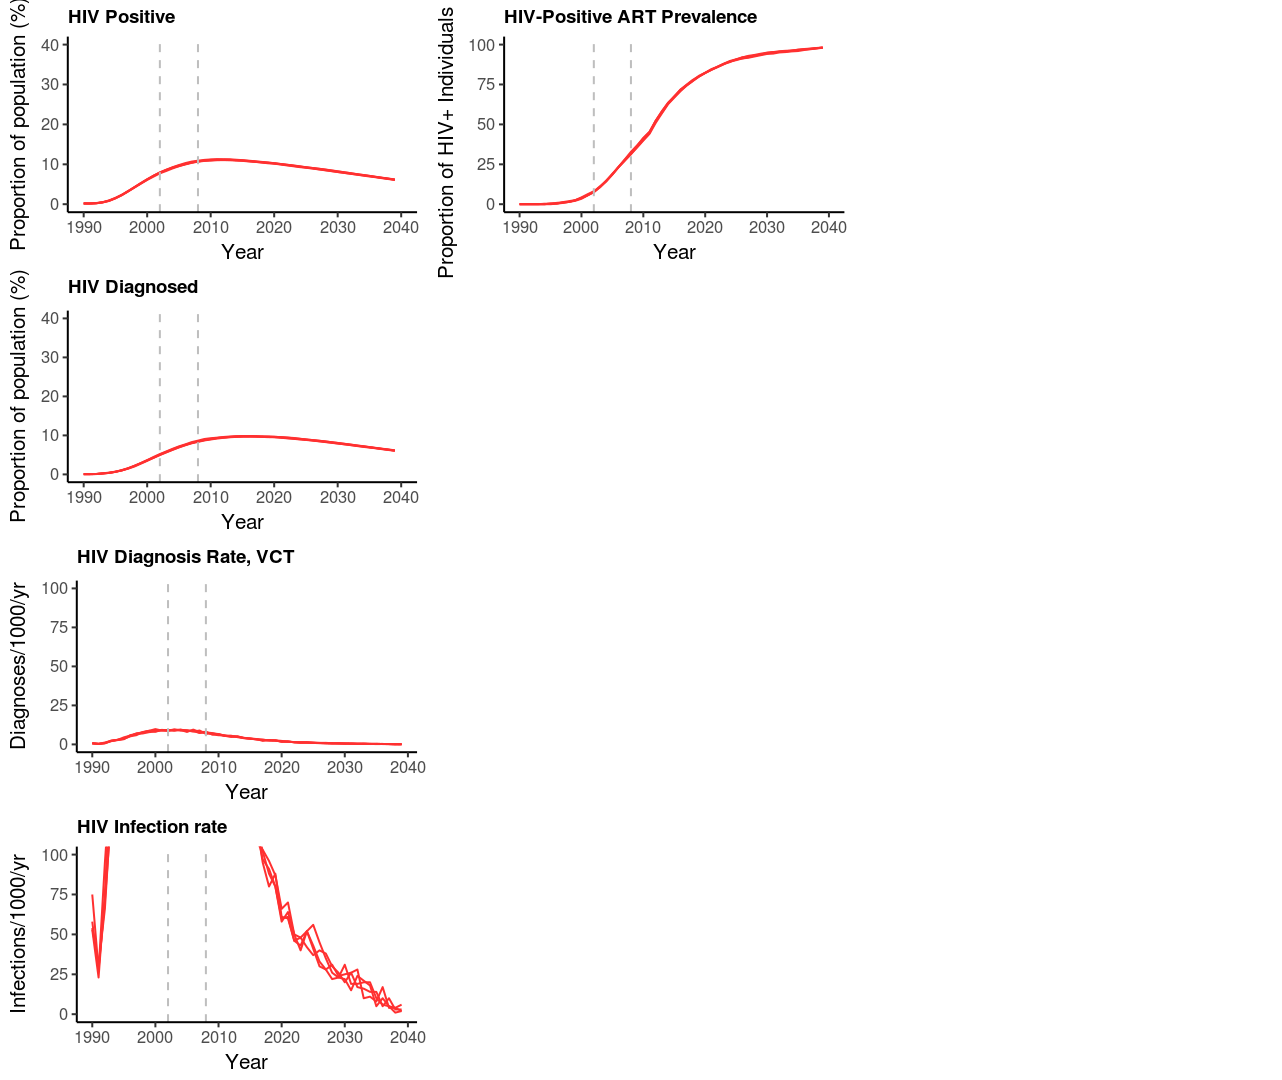 HIV Positive
Proportion of population (%)
40
30
20
10
0
1990 2000 2010 2020 2030 2040
Year
HIV-Positive ART Prevalence
Proportion of HIV+ Individuals
100
75
50
25
0
1990 2000 2010 2020 2030 2040
Year
HIV Diagnosed
Proportion of population (%)
40
30
20
10
0
1990 2000 2010 2020 2030 2040
Year
HIV Diagnosis Rate, VCT
Diagnoses/1000/yr
100
75
50
25
0
1990 2000 2010 2020 2030 2040
Year
HIV Infection rate
Infections/1000/yr
100
75
50
25
0
1990 2000 2010 2020 2030 2040
Year